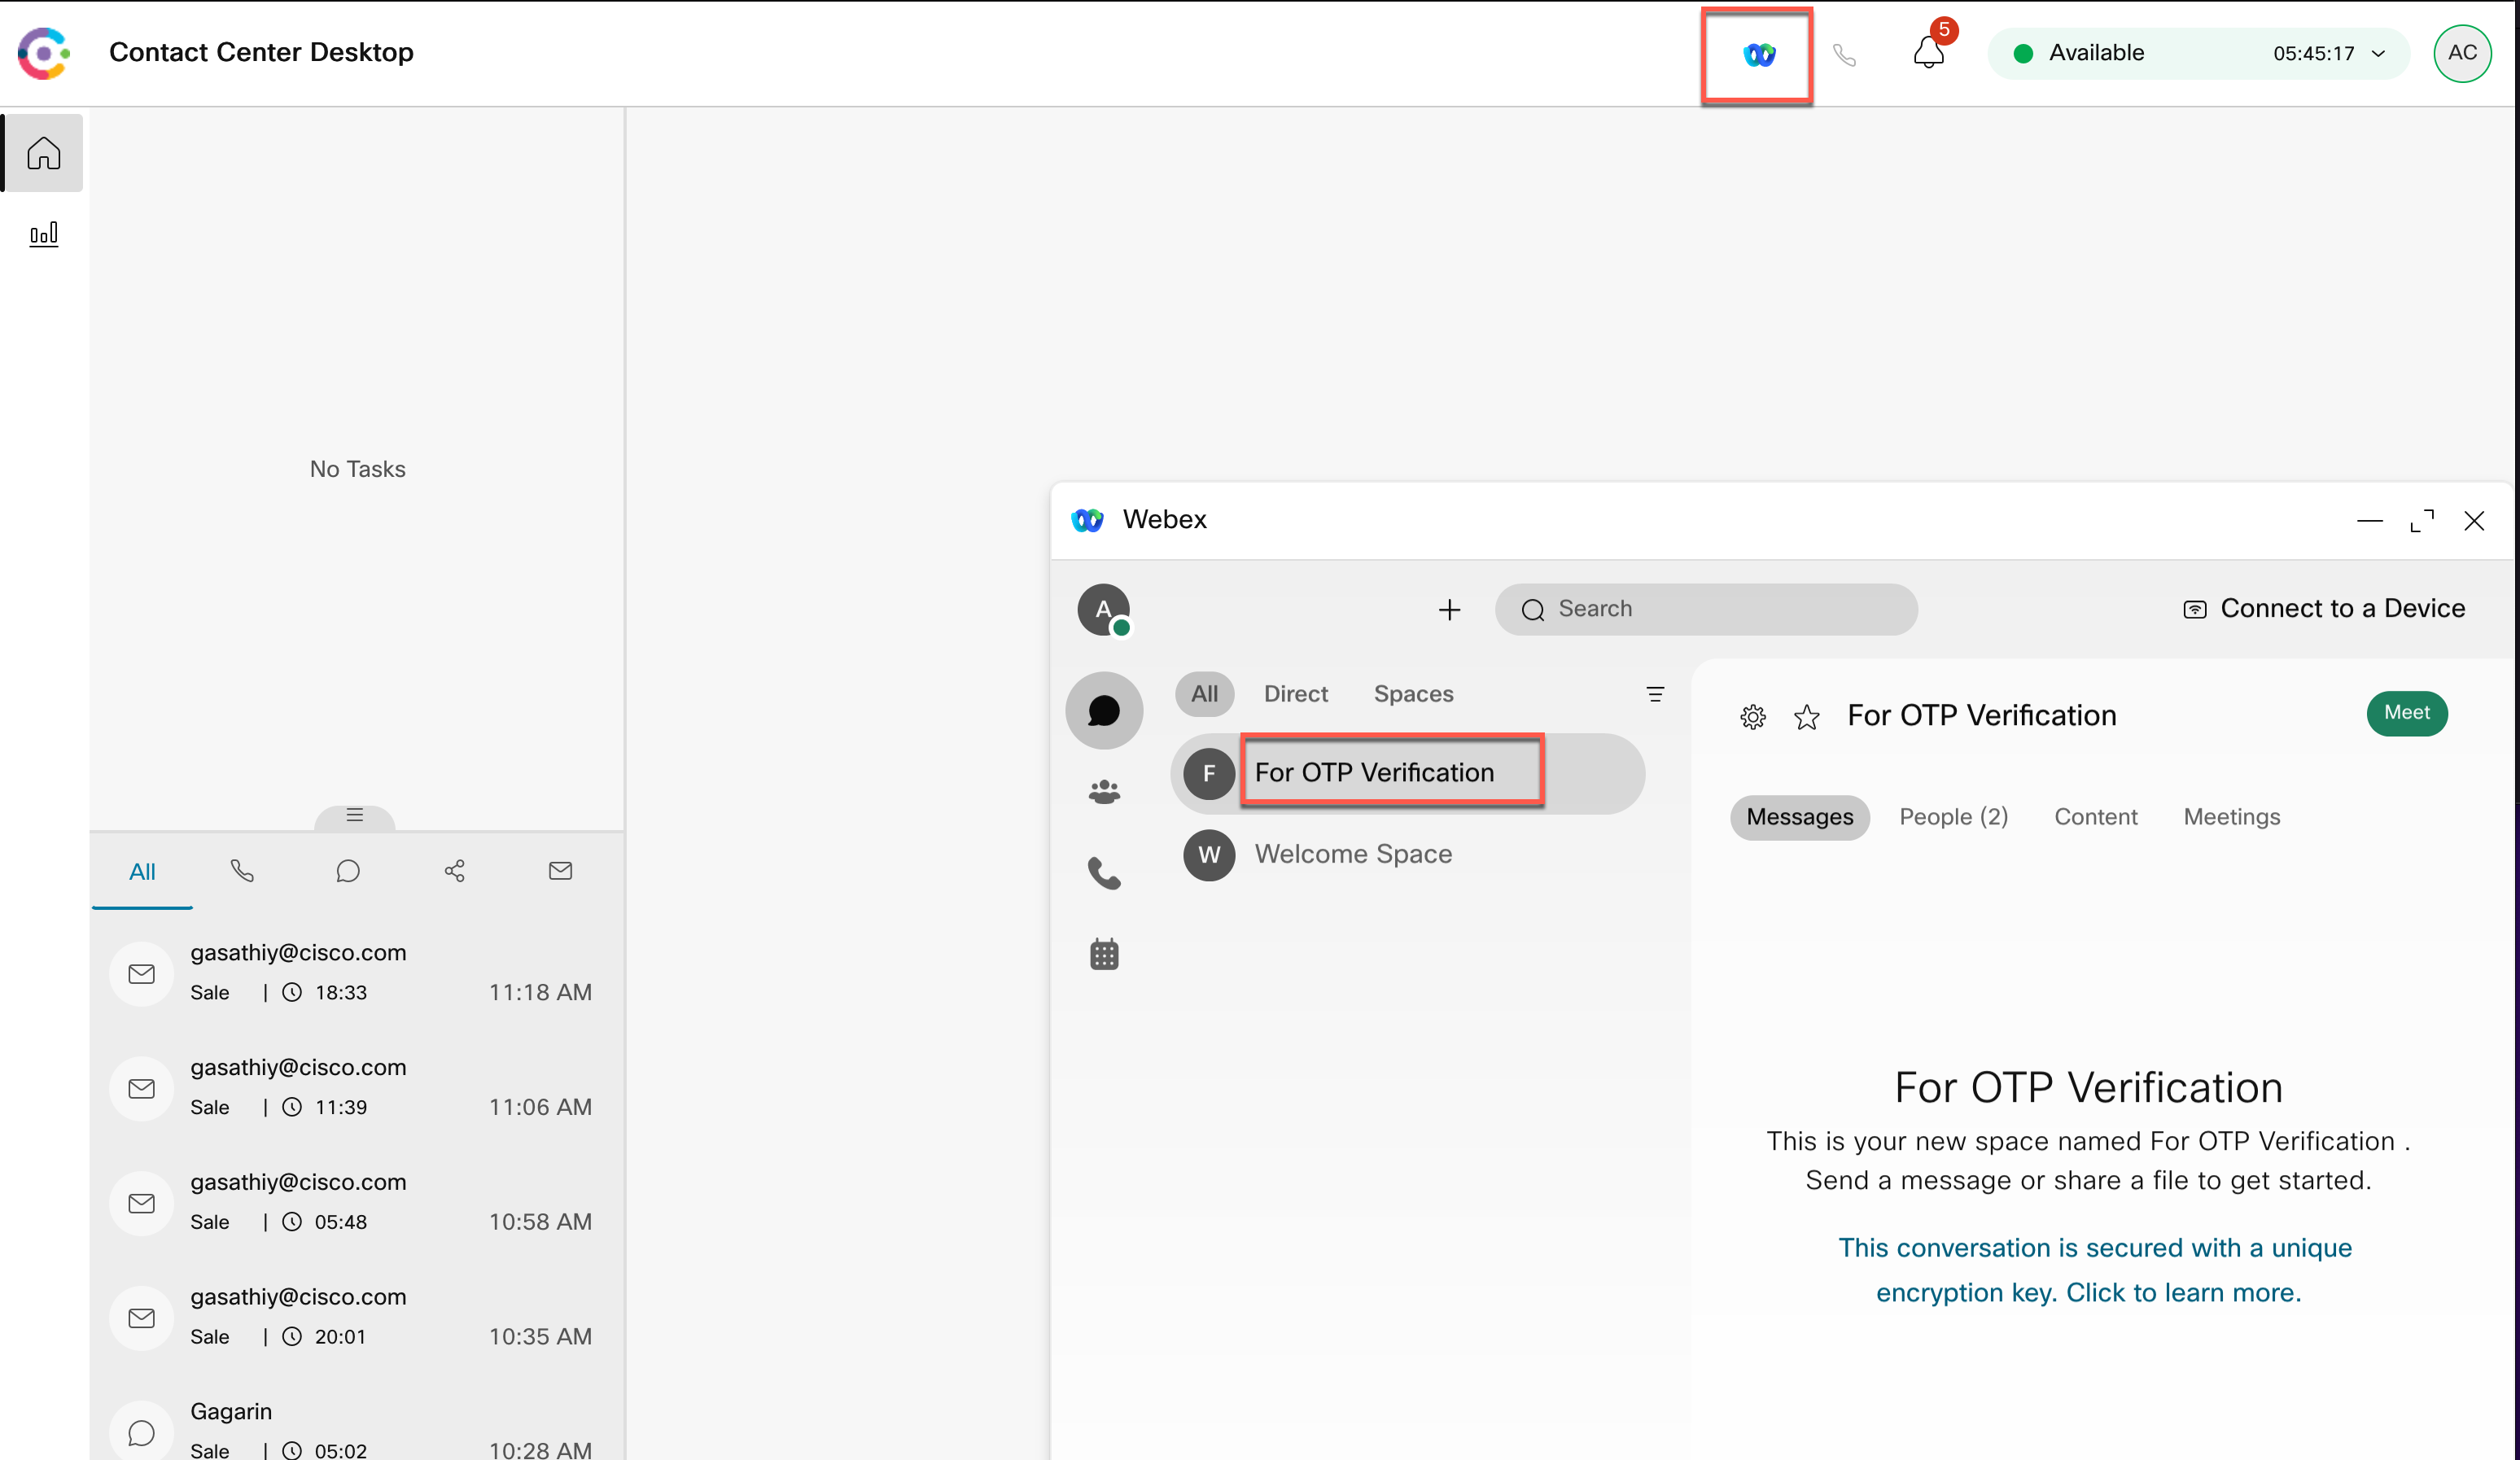 Contact Center Desktop
5
Available
05:45:17
AC
No Tasks
All
gasathiy@cisco.com
Sale | 18:33
11:18 AM
gasathiy@cisco.com
Sale | 11:39
11:06 AM
gasathiy@cisco.com
Sale | 05:48
10:58 AM
gasathiy@cisco.com
Sale | 20:01
10:35 AM
Gagarin
Sale | 05:02
10:28 AM
Webex
A
Search
Connect to a Device
All
Direct
Spaces
F
For OTP Verification
W
Welcome Space
For OTP Verification
Meet
Messages
People (2)
Content
Meetings
For OTP Verification
This is your new space named For OTP Verification .
Send a message or share a file to get started.
This conversation is secured with a unique
encryption key. Click to learn more.